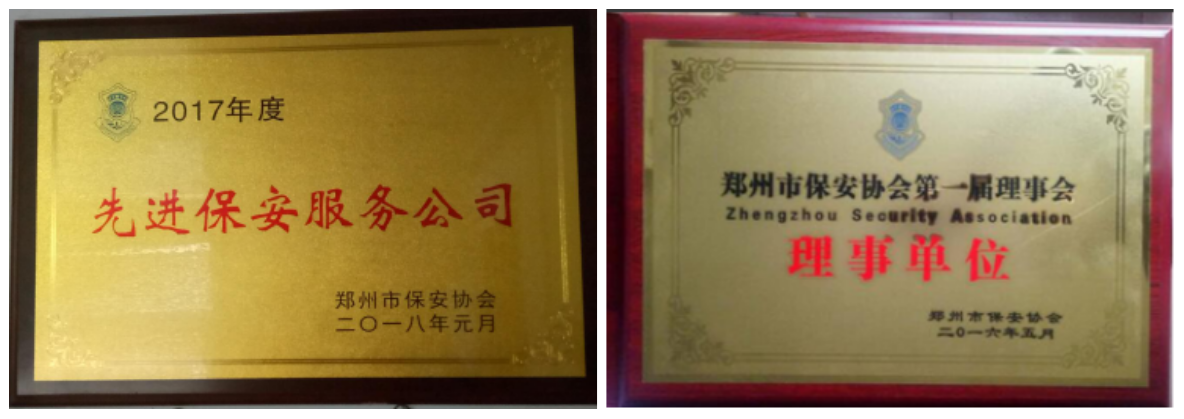 2017年度
先进保安服务公司
郑州市保安协会
二〇一八年元月
郑州市保安协会第一届理事会
Zhengzhou Security Association
理事单位
郑州市保安协会
二0一六年五月